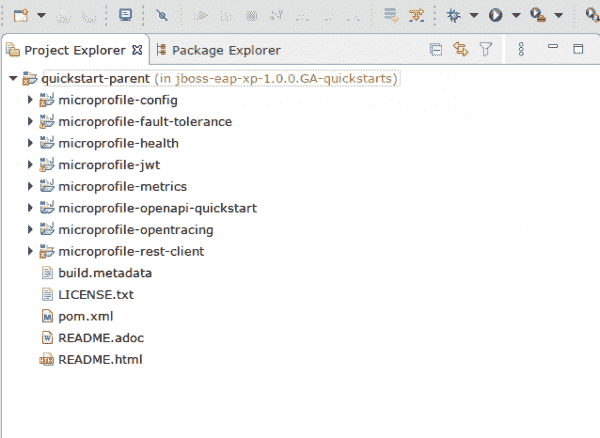 Project Explorer Package Explorer
quickstart-parent (in jboss-eap-xp-1.0.0.GA-quickstarts)
microprofile-config
microprofile-fault-tolerance
microprofile-health
microprofile-jwt
microprofile-metrics
microprofile-openapi-quickstart
microprofile-opentracing
microprofile-rest-client
build.metadata
LICENSE.txt
pom.xml
README.adoc
README.html